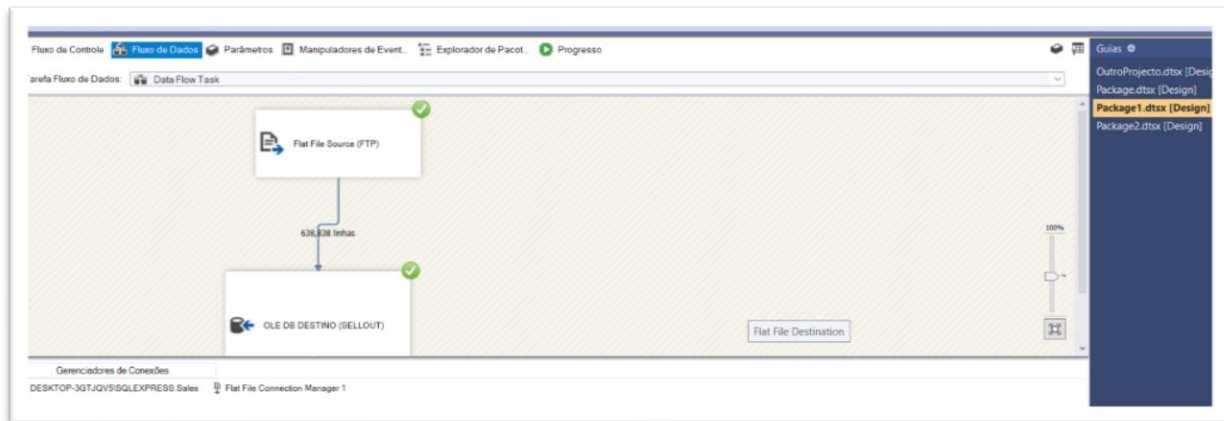 Fluxo de Controle Fluxo de Dados Parâmetros Manipuladores de Event... Explorador de Pacot... Progresso
Guias
arefa Fluxo de Dados: Data Flow Task
OutroProjecto.dtsx [Desig
Package.dtsx [Design]
Package1.dtsx [Design]
Package2.dtsx [Design]
Flat File Source (FTP)
638,838 linhas
100%
OLE DB DESTINO (SELLOUT)
Flat File Destination
Gerenciadores de Conexões
DESKTOP-3GTJQV5\SQLEXPRESS.Sales Flat File Connection Manager 1